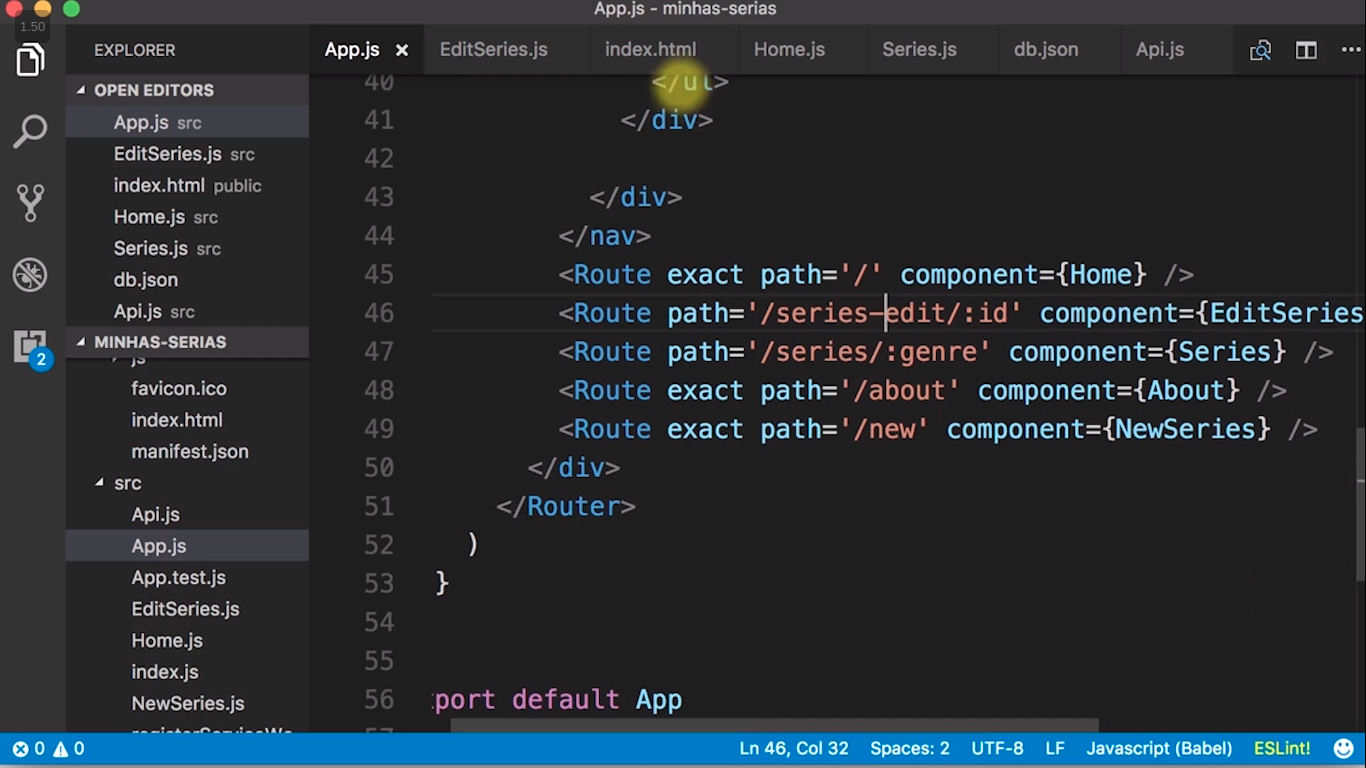 App.js - minhas-serias
1.50
EXPLORER
App.js × EditSeries.js index.html Home.js Series.js db.json Api.js
OPEN EDITORS
App.js src
EditSeries.js src
index.html public
Home.js src
Series.js src
db.json
Api.js src
MINHAS-SERIAS
js
favicon.ico
index.html
manifest.json
src
Api.js
App.js
App.test.js
EditSeries.js
Home.js
index.js
NewSeries.js
2
40 </ul>
41 </div>
42
43 </div>
44 </nav>
45 <Route exact path='/' component={Home} />
46 <Route path='/series-edit/:id' component={EditSeries
47 <Route path='/series/:genre' component={Series} />
48 <Route exact path='/about' component={About} />
49 <Route exact path='/new' component={NewSeries} />
50 </div>
51 </Router>
52 )
53 }
54
55
56 port default App
57
0 0 Ln 46, Col 32 Spaces: 2 UTF-8 LF Javascript (Babel) ESLint!